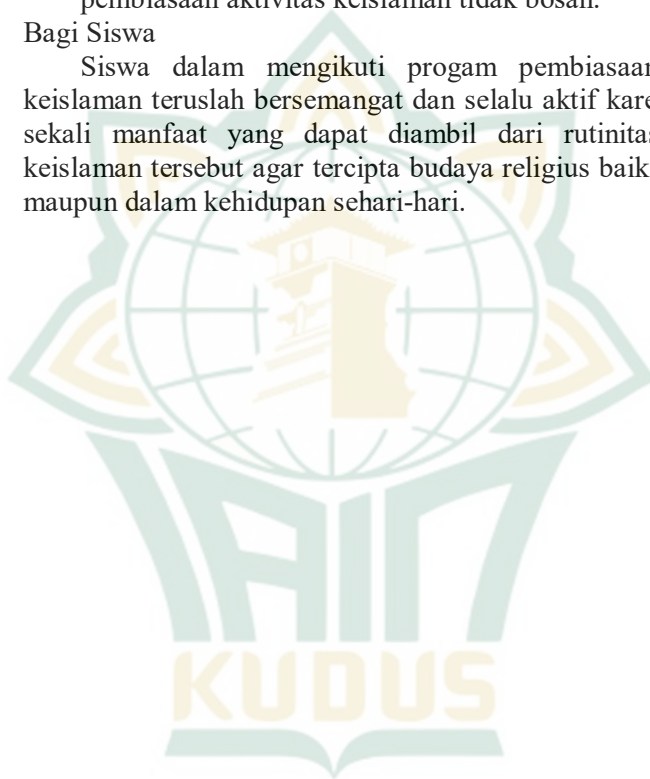 pembiasaan aktivitas keislaman tidak bosan.
Bagi Siswa
Siswa dalam mengikuti progam pembiasaan
keislaman teruslah bersemangat dan selalu aktif kare
sekali manfaat yang dapat diambil dari rutinitas
keislaman tersebut agar tercipta budaya religius baik
maupun dalam kehidupan sehari-hari.
IAIN
KUDUS